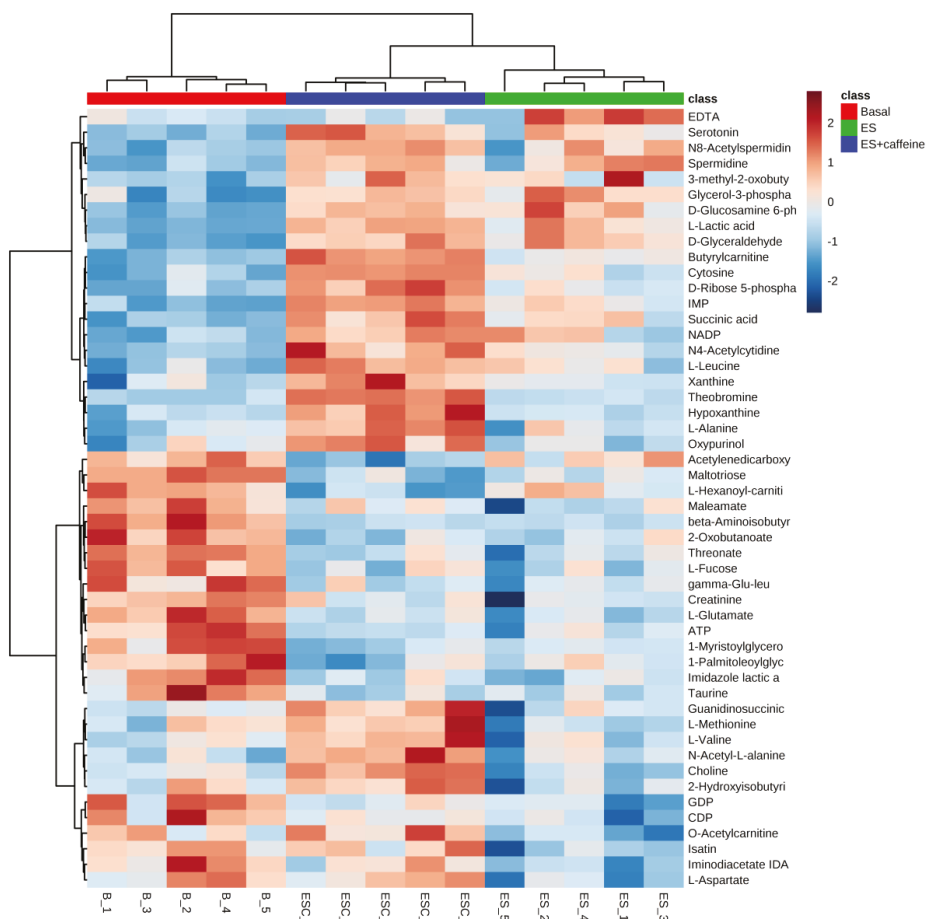 class
EDTA
Serotonin
N8-Acetylspermidin
Spermidine
3-methyl-2-oxobuty
Glycerol-3-phospha
D-Glucosamine 6-ph
L-Lactic acid
D-Glyceraldehyde
Butyrylcarnitine
Cytosine
D-Ribose 5-phospha
IMP
Succinic acid
NADP
N4-Acetylcytidine
L-Leucine
Xanthine
Theobromine
Hypoxanthine
L-Alanine
Oxypurinol
Acetylenedicarboxy
Maltotriose
L-Hexanoyl-carniti
Maleamate
beta-Aminoisobutyr
2-Oxobutanoate
Threonate
L-Fucose
gamma-Glu-leu
Creatinine
L-Glutamate
ATP
1-Myristoylglycero
1-Palmitoleoylglyc
Imidazole lactic a
Taurine
Guanidinosuccinic
L-Methionine
L-Valine
N-Acetyl-L-alanine
Choline
2-Hydroxyisobutyri
GDP
CDP
O-Acetylcarnitine
Isatin
Iminodiacetate IDA
L-Aspartate
2
1
0
-1
-2
class
Basal
ES
ES+caffeine
B_1
B_3
B_2
B_4
B_5
ESC_
ESC_
ESC_
ESC_
ESC_
ES_5
ES_2
ES_4
ES_1
ES_3